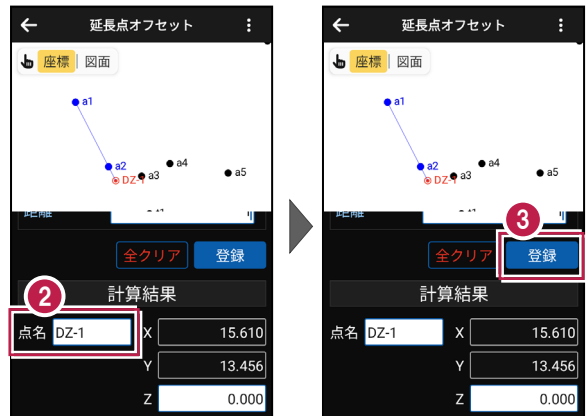 延長点オフセット
座標 図面
a1
a2
a4
DZ-1
a3
a5
距離
全クリア 登録
計算結果
2
点名 DZ-1 X 15.610
Y 13.456
Z 0.000
延長点オフセット
座標 図面
a1
a2
a4
DZ-1
a3
a5
距離
3
全クリア 登録
計算結果
点名 DZ-1 X 15.610
Y 13.456
Z 0.000